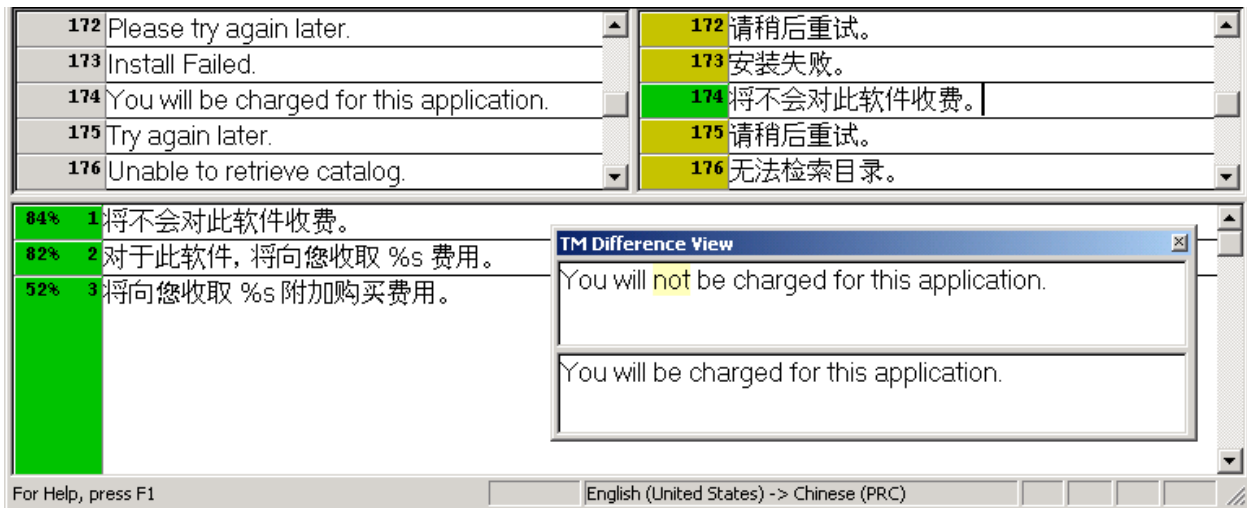 172 Please try again later.
173 Install Failed.
174 You will be charged for this application.
175 Try again later.
176 Unable to retrieve catalog.
172 请稍后重试。
173 安装失败。
174 将不会对此软件收费。
175 请稍后重试。
176 无法检索目录。
84% 1 将不会对此软件收费。
82% 2 对于此软件, 将向您收取 %s 费用。
52% 3 将向您收取 %s 附加购买费用。
TM Difference View
You will not be charged for this application.
You will be charged for this application.
For Help, press F1
English (United States) -> Chinese (PRC)